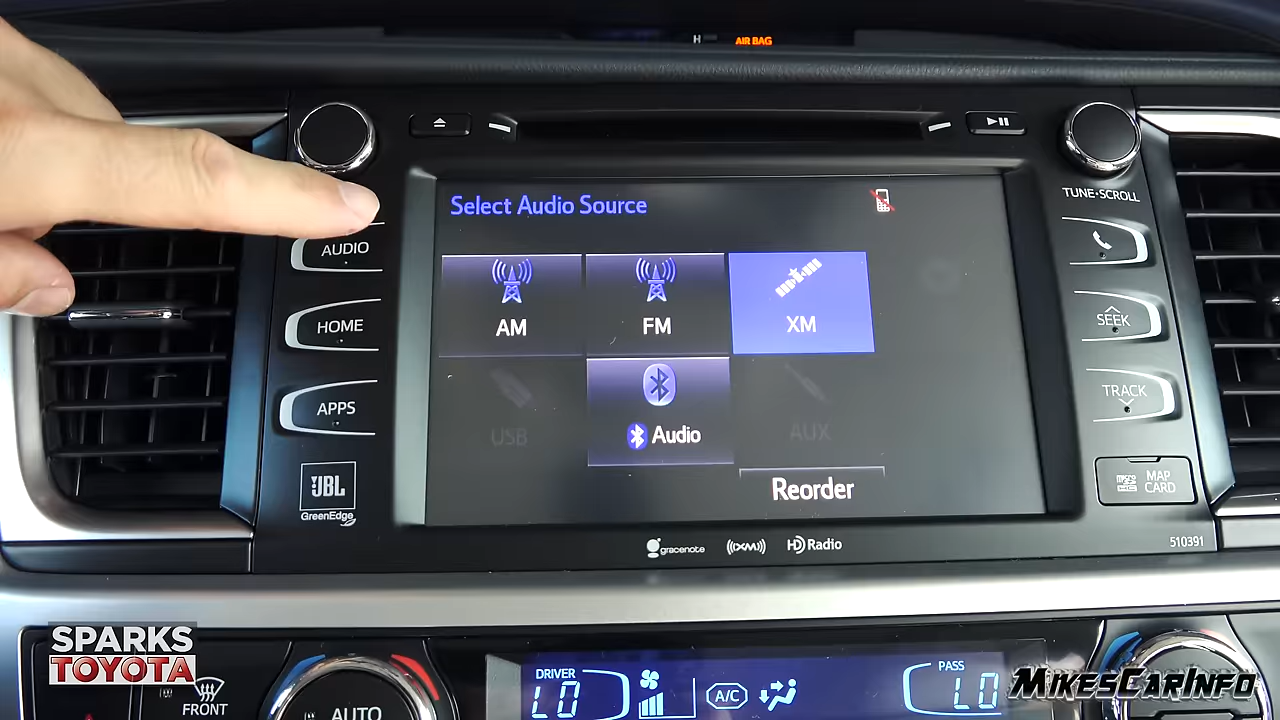 H
AIR BAG
TUNE·SCROLL
Select Audio Source
AUDIO
AM
FM
XM
HOME
SEEK
APPS
TRACK
USB
Audio
AUX
JBL
GreenEdge
Reorder
MAP
CARD
gracenote
((XM))
HD Radio
510391
SPARKS
TOYOTA
FRONT
AUTO
DRIVER
LO
A/C
PASS
LO
MikesCarInfo